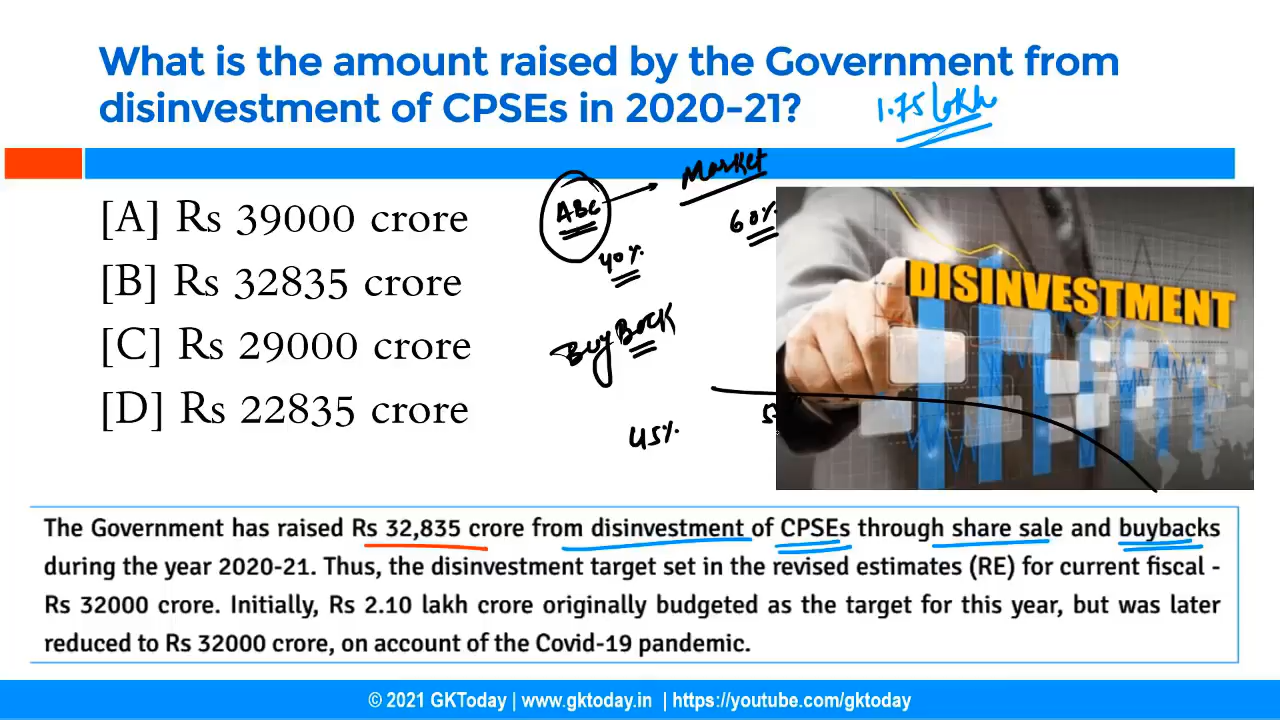 What is the amount raised by the Government from
disinvestment of CPSEs in 2020-21?
1.75 lakh
Market
ABC
60%
40%
[A] Rs 39000 crore
[B] Rs 32835 crore
[C] Rs 29000 crore
[D] Rs 22835 crore
BuyBack
45%
DISINVESTMENT
The Government has raised Rs 32,835 crore from disinvestment of CPSEs through share sale and buybacks
during the year 2020-21. Thus, the disinvestment target set in the revised estimates (RE) for current fiscal -
Rs 32000 crore. Initially, Rs 2.10 lakh crore originally budgeted as the target for this year, but was later
reduced to Rs 32000 crore, on account of the Covid-19 pandemic.
© 2021 GKToday | www.gktoday.in | https://youtube.com/gktoday